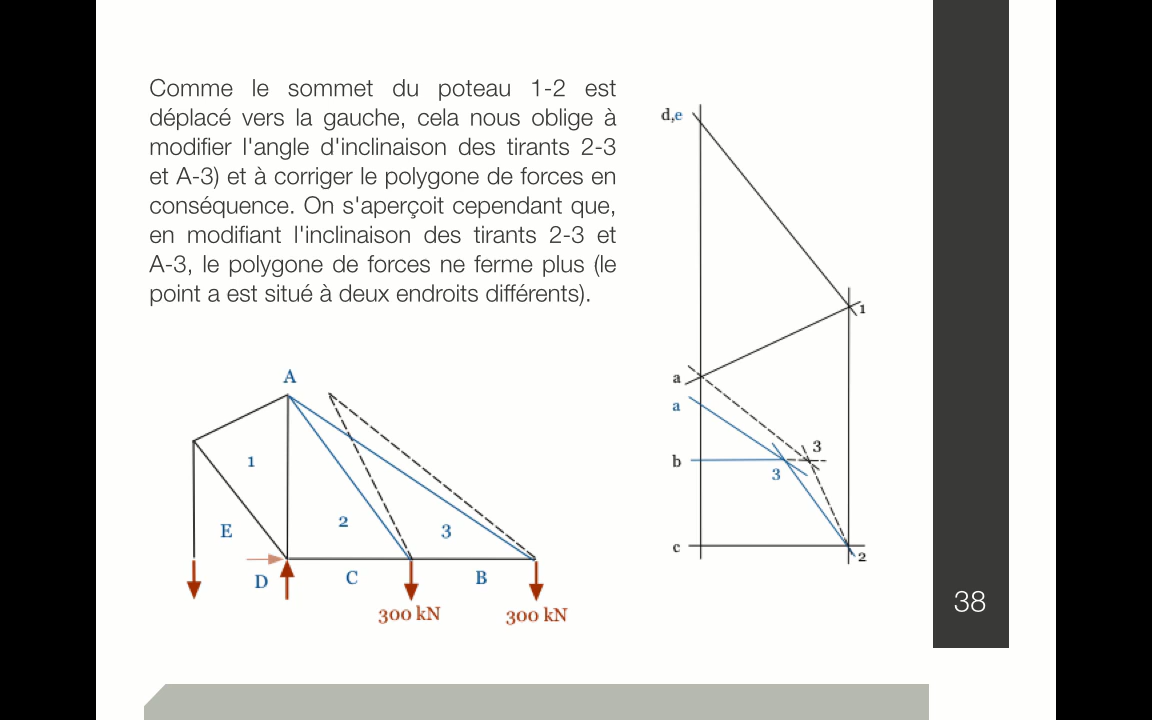 Comme le sommet du poteau 1-2 est
déplacé vers la gauche, cela nous oblige à
modifier l'angle d'inclinaison des tirants 2-3
et A-3) et à corriger le polygone de forces en
conséquence. On s'aperçoit cependant que,
en modifiant l'inclinaison des tirants 2-3 et
A-3, le polygone de forces ne ferme plus (le
point a est situé à deux endroits différents).
A
1
E
2
3
D
C
B
300 kN
300 kN
d,e
1
a
a
3
b
3
c
2
38